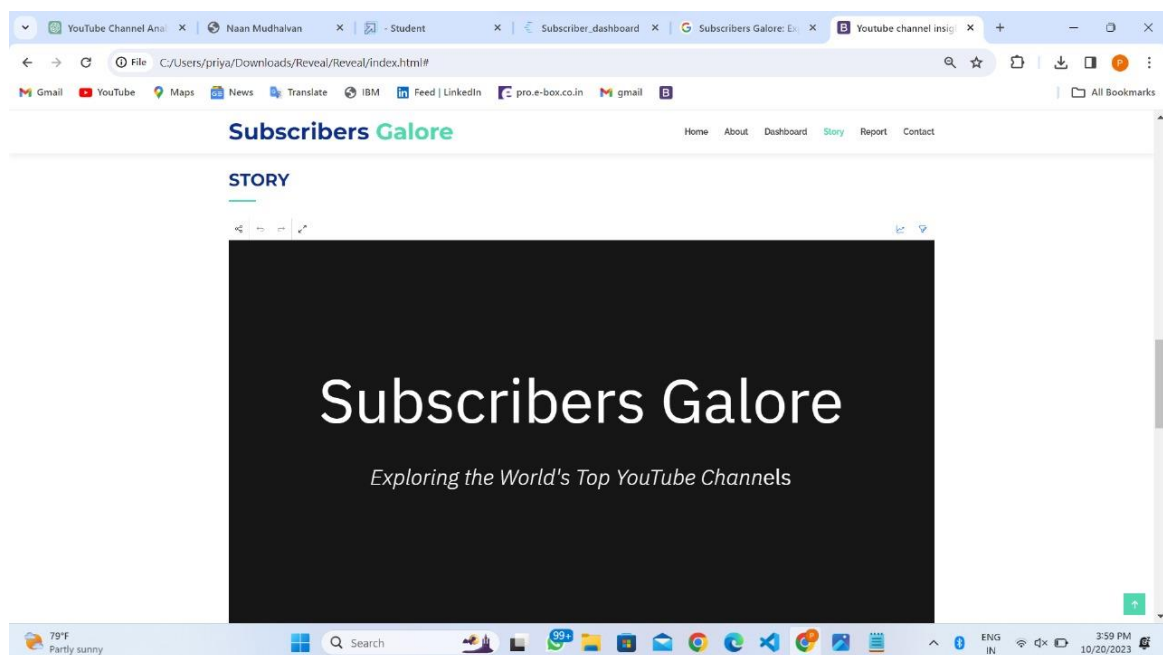 YouTube Channel Anal
Naan Mudhalvan
- Student
Subscriber_dashboard
Subscribers Galore: Ex
Youtube channel insig
File
C:/Users/priya/Downloads/Reveal/Reveal/index.html#
P
Gmail
YouTube
Maps
News
Translate
IBM
Feed | LinkedIn
pro.e-box.co.in
gmail
B
All Bookmarks
Subscribers Galore
Home About Dashboard Story Report Contact
STORY
Subscribers Galore
Exploring the World's Top YouTube Channels
79°F
Partly sunny
Search
99+
ENG
IN
3:59 PM
10/20/2023